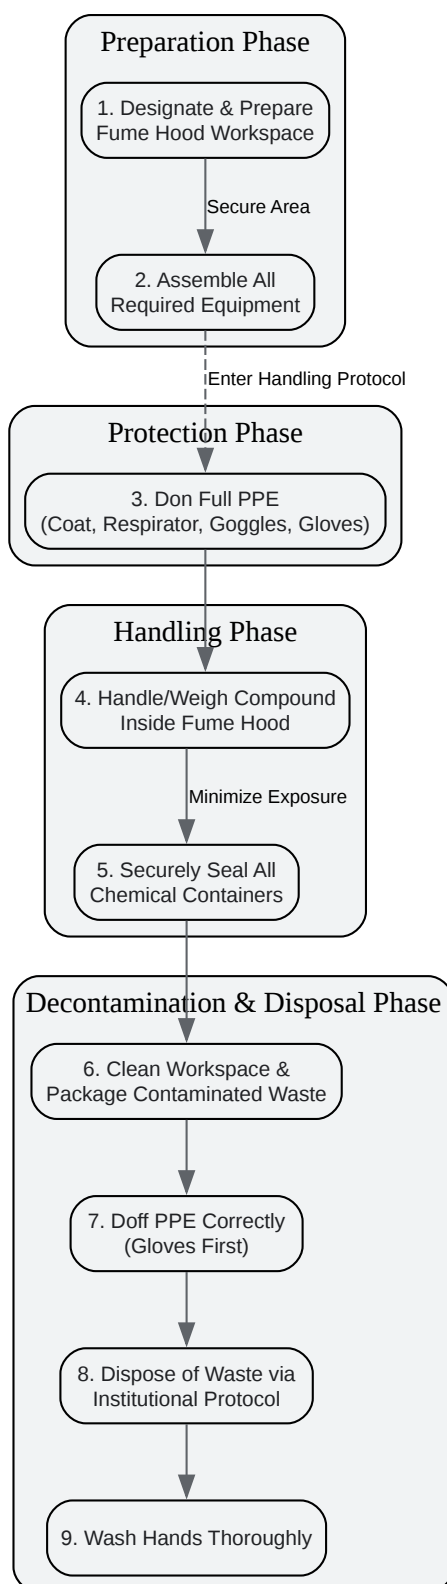 Preparation Phase
1. Designate & Prepare
Fume Hood Workspace
Secure Area
2. Assemble All
Required Equipment
Enter Handling Protocol
Protection Phase
3. Don Full PPE
(Coat, Respirator, Goggles, Gloves)
Handling Phase
4. Handle/Weigh Compound
Inside Fume Hood
Minimize Exposure
5. Securely Seal All
Chemical Containers
Decontamination & Disposal Phase
6. Clean Workspace &
Package Contaminated Waste
7. Doff PPE Correctly
(Gloves First)
8. Dispose of Waste via
Institutional Protocol
9. Wash Hands Thoroughly